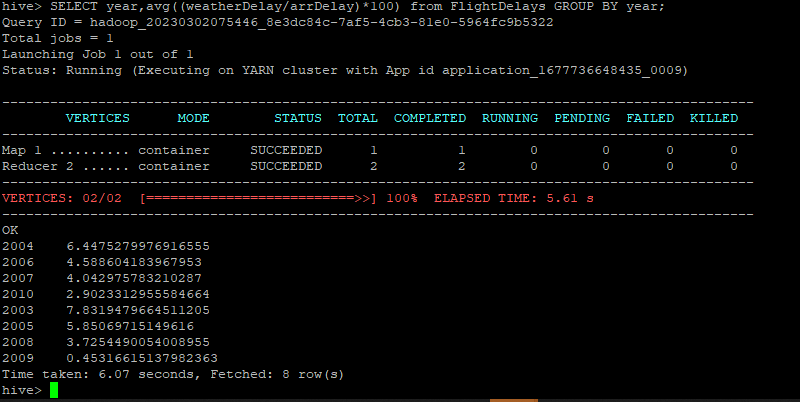 hive> SELECT year,avg((weatherDelay/arrDelay)*100) from FlightDelays GROUP BY year;
Query ID = hadoop_20230302075446_8e3dc84c-7af5-4cb3-81e0-5964fc9b5322
Total jobs = 1
Launching Job 1 out of 1
Status: Running (Executing on YARN cluster with App id application_1677736648435_0009)
----------------------------------------------------------------------------------------------
VERTICES MODE STATUS TOTAL COMPLETED RUNNING PENDING FAILED KILLED
----------------------------------------------------------------------------------------------
Map 1 .......... container SUCCEEDED 1 1 0 0 0 0
Reducer 2 ...... container SUCCEEDED 2 2 0 0 0 0
----------------------------------------------------------------------------------------------
VERTICES: 02/02 [==========================>>] 100% ELAPSED TIME: 5.61 s
----------------------------------------------------------------------------------------------
OK
2004 6.4475279976916555
2006 4.588604183967953
2007 4.042975783210287
2010 2.9023312955584664
2003 7.8319479664511205
2005 5.85069715149616
2008 3.7254490054008955
2009 0.45316615137982363
Time taken: 6.07 seconds, Fetched: 8 row(s)
hive>